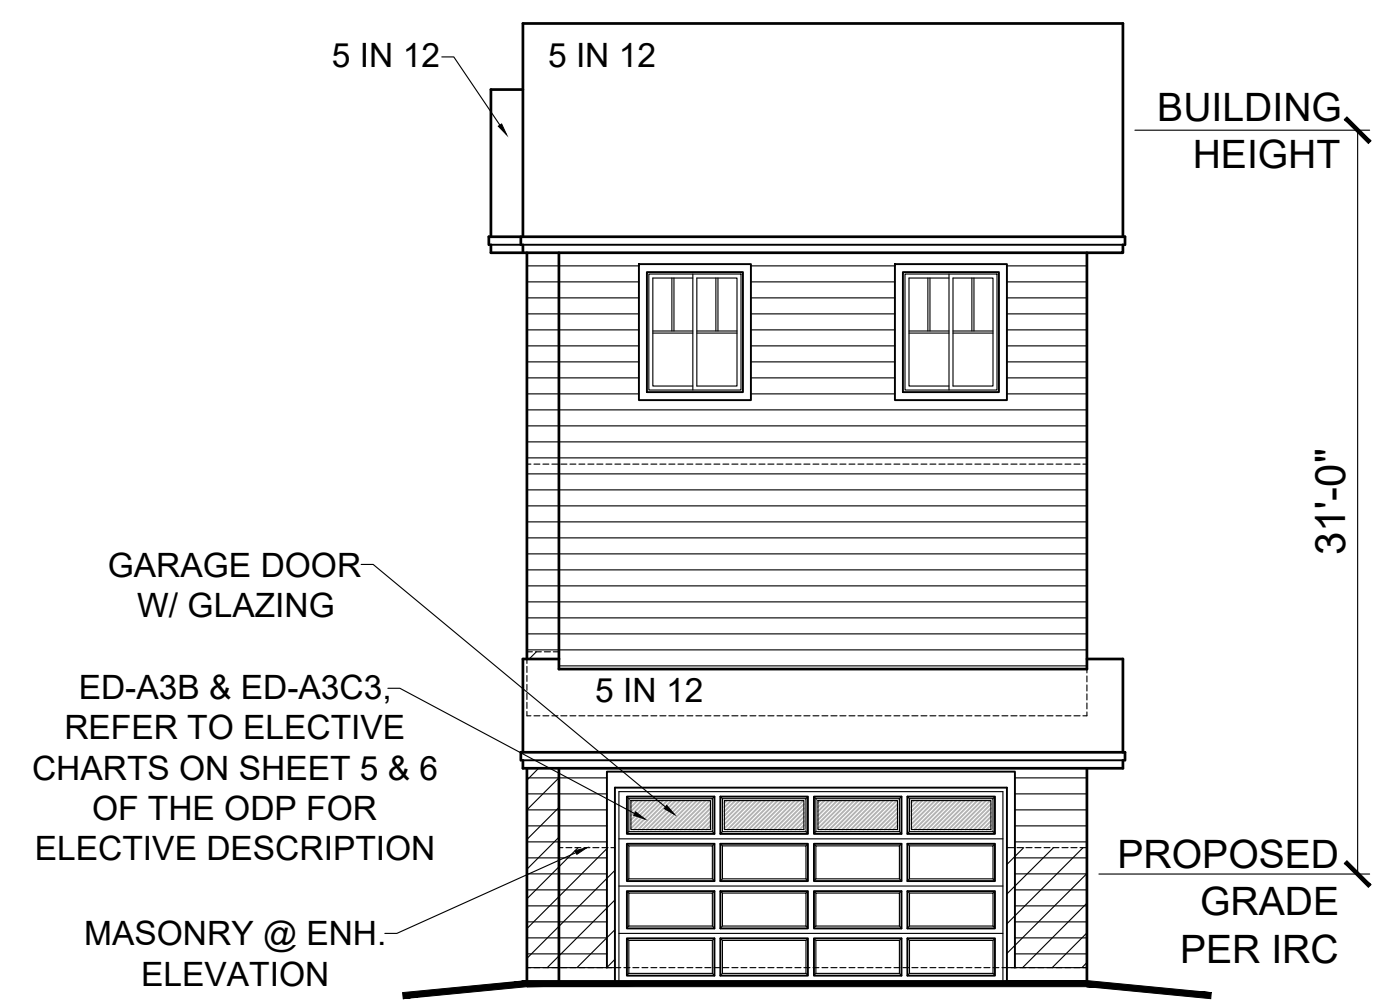 5 IN 12
5 IN 12
BUILDING
HEIGHT
31'-0"
GARAGE DOOR
W/ GLAZING
ED-A3B & ED-A3C3,
REFER TO ELECTIVE
CHARTS ON SHEET 5 & 6
OF THE ODP FOR
ELECTIVE DESCRIPTION
5 IN 12
MASONRY @ ENH.
ELEVATION
PROPOSED
GRADE
PER IRC